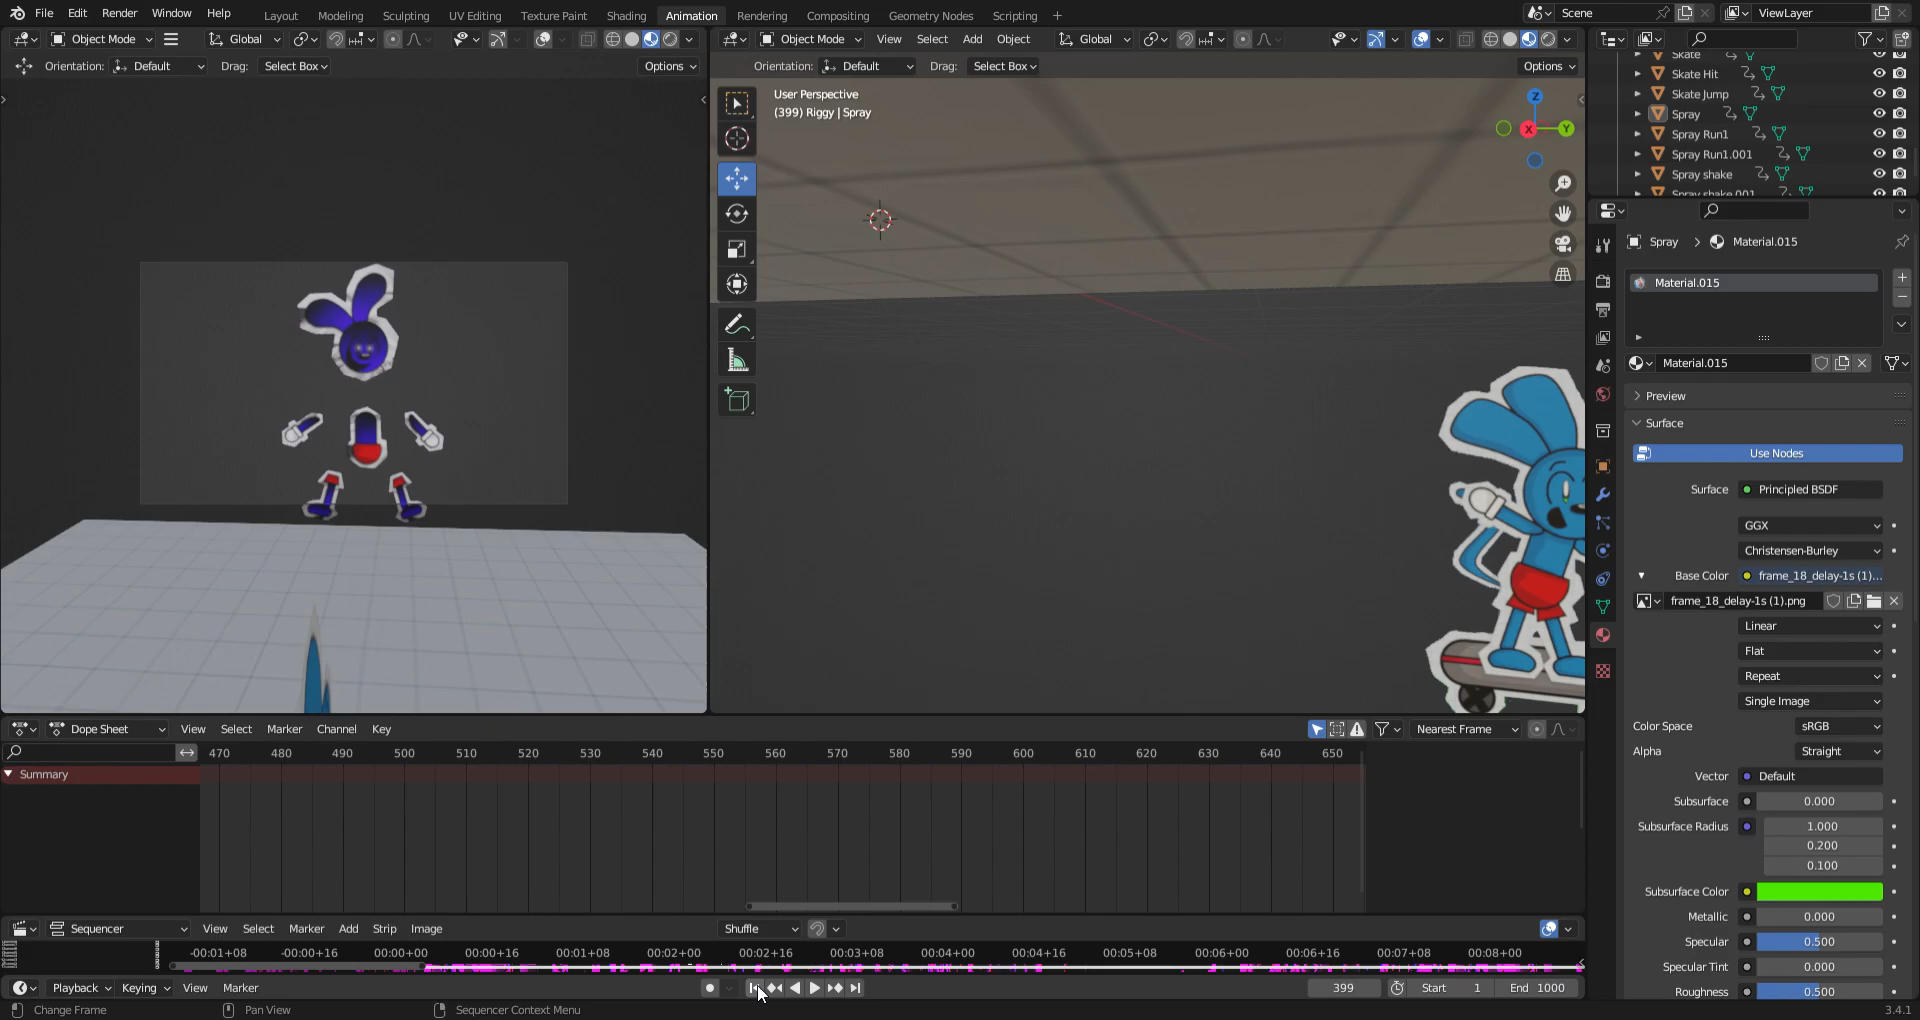 File Edit Render Window Help Layout Modeling Sculpting UV Editing Texture Paint Shading Animation Rendering Compositing Geometry Nodes Scripting + Scene ViewLayer
Object Mode Global Object Mode View Select Add Object Global
Orientation: Default Drag: Select Box Options Orientation: Default Drag: Select Box Options
User Perspective
(399) Riggy | Spray
Z
X
Y
Skate
Skate Hit
Skate Jump
Spray
Spray Run1
Spray Run1.001
Spray shake
Spray shake.001
Spray > Material.015
Material.015
Material.015
Preview
Surface
Use Nodes
Surface Principled BSDF
GGX
Christensen-Burley
Base Color frame_18_delay-1s (1)...
frame_18_delay-1s (1).png
Linear
Flat
Repeat
Single Image
Color Space sRGB
Alpha Straight
Vector Default
Subsurface 0.000
Subsurface Radius 1.000
0.200
0.100
Subsurface Color
Metallic 0.000
Specular 0.500
Specular Tint 0.000
Roughness 0.500
Dope Sheet View Select Marker Channel Key Nearest Frame
470 480 490 500 510 520 530 540 550 560 570 580 590 600 610 620 630 640 650
Summary
Sequencer View Select Marker Add Strip Image Shuffle
-00:01+08 -00:00+16 00:00+00 00:00+16 00:01+08 00:02+00 00:02+16 00:03+08 00:04+00 00:04+16 00:05+08 00:06+00 00:06+16 00:07+08 00:08+00
Playback Keying View Marker 399 Start 1 End 1000
Change Frame Pan View Sequencer Context Menu 3.4.1